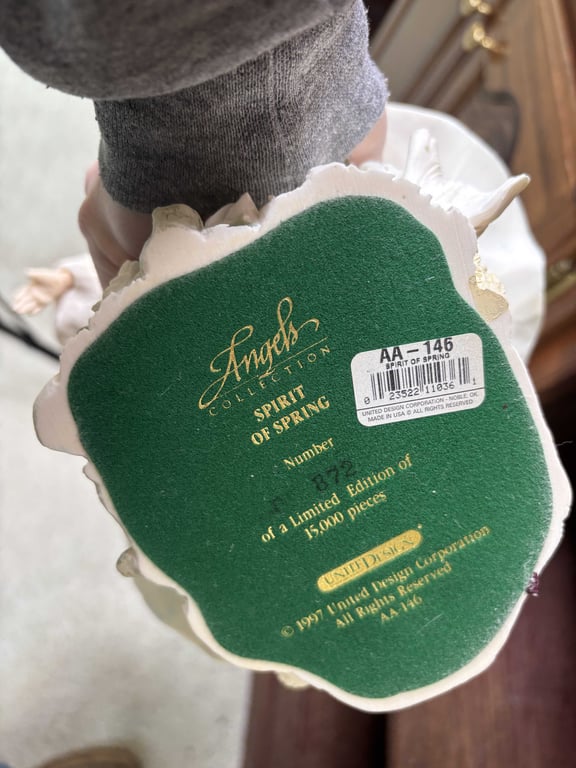 Angels
COLLECTION
SPIRIT
OF SPRING
Number
872
of a Limited Edition of
15,000 pieces
UNITED DESIGN®
© 1997 United Design Corporation
All Rights Reserved
AA-146
AA-146
SPIRIT OF SPRING
0 23522 11036 1
UNITED DESIGN CORPORATION - NOBLE, OK.
MADE IN USA © ALL RIGHTS RESERVED